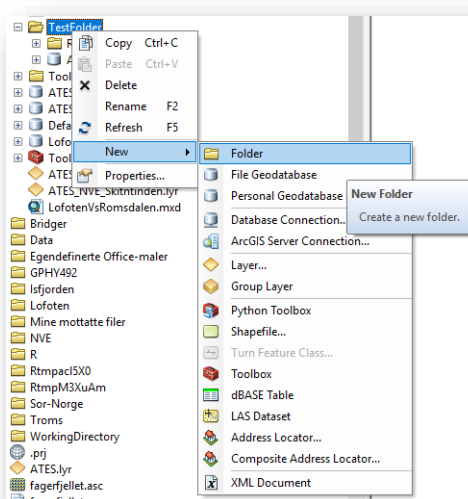 TestFolder
Copy Ctrl+C
Paste Ctrl+V
Delete
Rename F2
Refresh F5
New
Properties...
R
A
Tool
ATES
ATES
Defa
Lofo
Tool
ATES
ATES_NVE_Skitntinden.lyr
LofotenVsRomsdalen.mxd
Bridger
Data
Egendefinerte Office-maler
GPHY492
Isfjorden
Lofoten
Mine mottatte filer
NVE
R
Rtmpacl5X0
RtmpM3XuAm
Sor-Norge
Troms
WorkingDirectory
.prj
ATES.lyr
fagerfjellet.asc
Folder
File Geodatabase
Personal Geodatabase
Database Connection...
ArcGIS Server Connection...
Layer...
Group Layer
Python Toolbox
Shapefile...
Turn Feature Class...
Toolbox
dBASE Table
LAS Dataset
Address Locator...
Composite Address Locator...
XML Document
New Folder
Create a new folder.